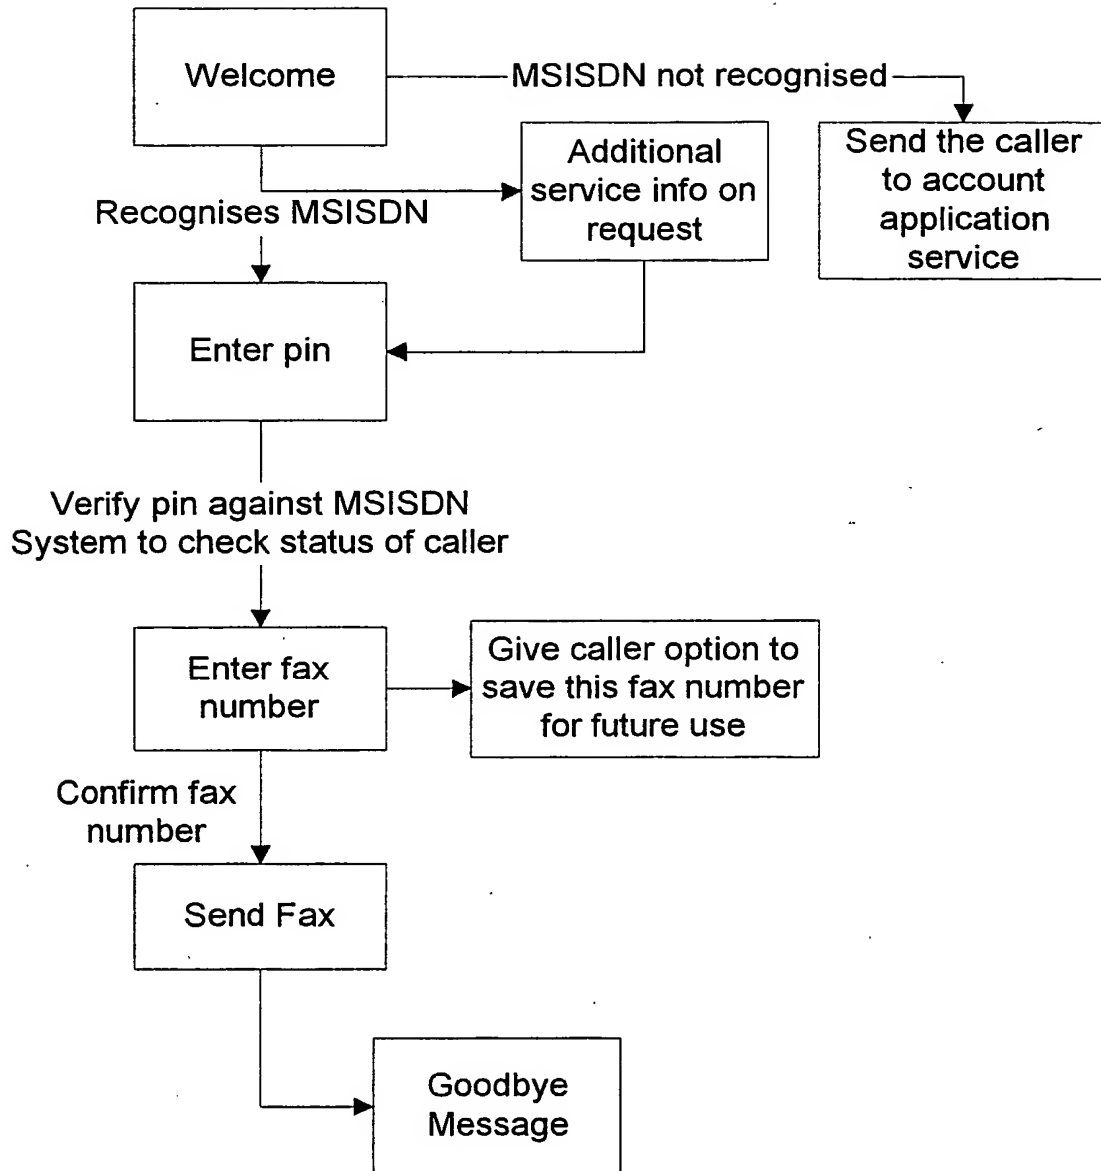 Welcome
MSISDN not recognised
Additional
service info on
request
Send the caller
to account
application
service
Recognises MSISDN
Enter pin
Verify pin against MSISDN
System to check status of caller
Enter fax
number
Give caller option to
save this fax number
for future use
Confirm fax
number
Send Fax
Goodbye
Message